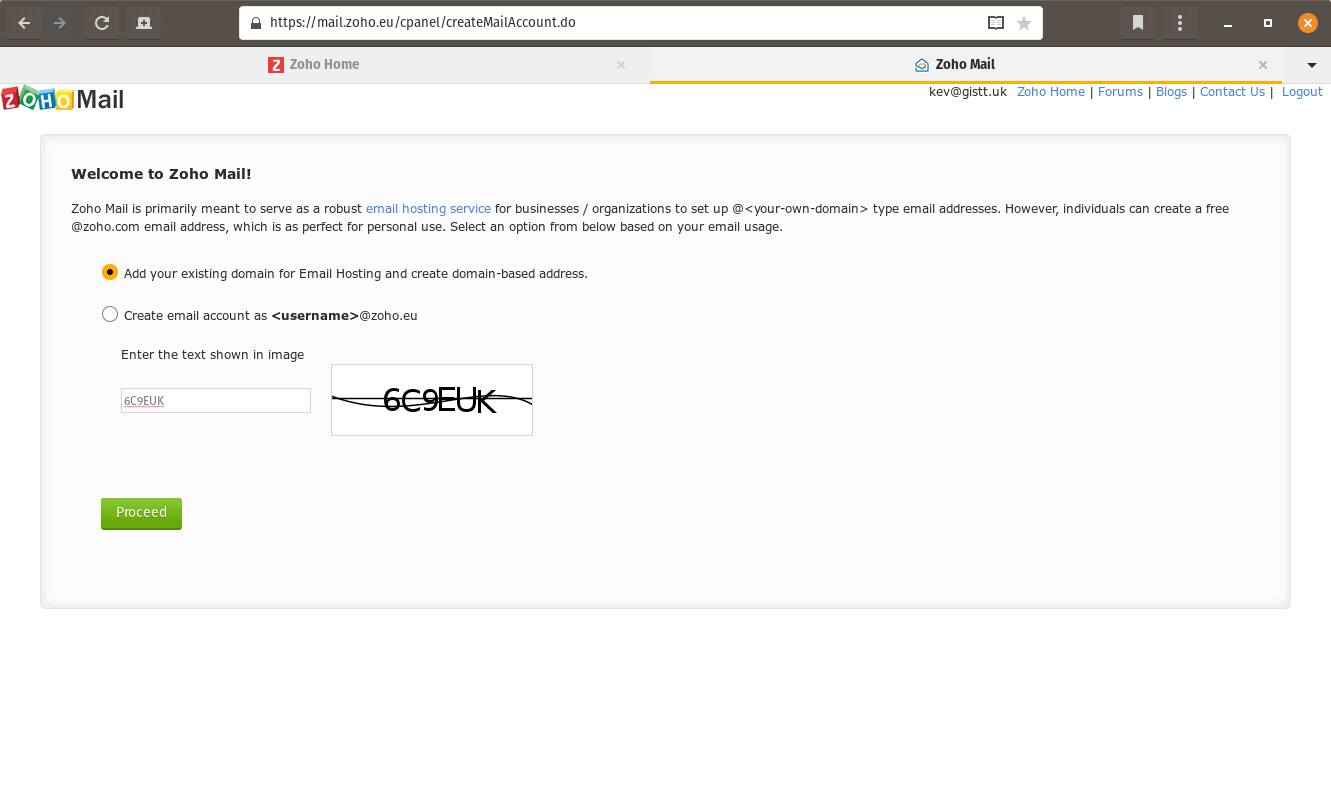 https://mail.zoho.eu/cpanel/createMailAccount.do
Zoho Home
Zoho Mail
ZOHO Mail
kev@gistt.uk Zoho Home | Forums | Blogs | Contact Us | Logout
Welcome to Zoho Mail!
Zoho Mail is primarily meant to serve as a robust email hosting service for businesses / organizations to set up @<your-own-domain> type email addresses. However, individuals can create a free
@zoho.com email address, which is as perfect for personal use. Select an option from below based on your email usage.
Add your existing domain for Email Hosting and create domain-based address.
Create email account as <username>@zoho.eu
Enter the text shown in image
6C9EUK
6C9EUK
Proceed